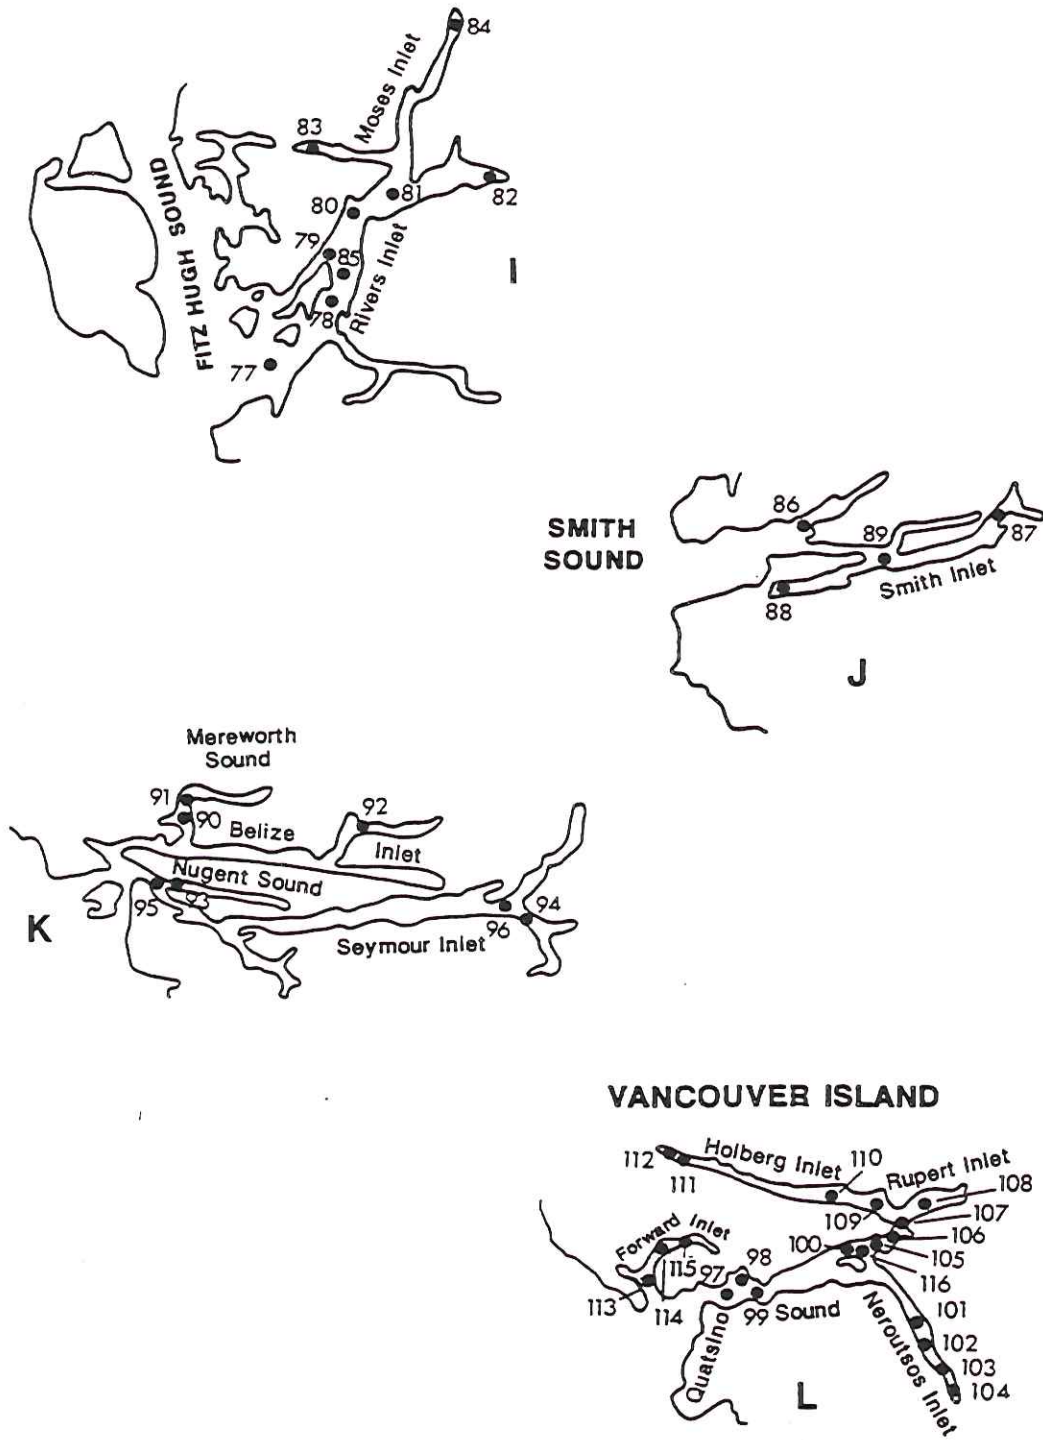 84
Moses Inlet
83
FITZ HUGH SOUND
81
82
80
79
85
Rivers Inlet
I
78
77
86
SMITH
SOUND
89
87
Smith Inlet
88
J
Mereworth
Sound
91
92
90
Belize
Inlet
Nugent Sound
95
93
94
96
K
Seymour Inlet
VANCOUVER ISLAND
Holberg Inlet
112
111
110
Rupert Inlet
108
109
107
Forward Inlet
106
100
105
98
115
97
116
113
114
99
Sound
101
Quatsino
Neroutsos Inlet
102
103
104
L